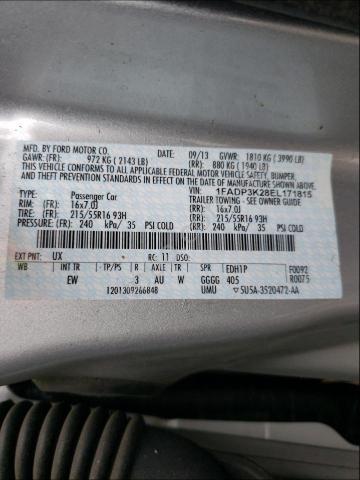 MFD. BY FORD MOTOR CO.
09/13 GVWR: 1810 KG ( 3990 LB)
GAWR: (FR): 972 KG ( 2143 LB) (RR): 880 KG ( 1940 LB)
THIS VEHICLE CONFORMS TO ALL APPLICABLE FEDERAL MOTOR VEHICLE SAFETY, BUMPER,
AND THEFT PREVENTION STANDARDS IN EFFECT ON THE DATE OF MANUFACTURE SHOWN ABOVE.
VIN: 1FADP3K28EL171815
TYPE: Passenger Car TRAILER TOWING - SEE OWNER GUIDE
RIM: (FR) 16x7.0J (RR): 16x7.0J
TIRE: (FR) 215/55R16 93H (RR): 215/55R16 93H
PRESSURE: (FR) 240 kPa/ 35 PSI COLD (RR) 240 kPa/ 35 PSI COLD
EXT PNT: UX RC: 11 DSO:
WB INT TR TP/PS R AXLE TR SPR EDH1P F0092
EW 3 AU W GGGG 405 R0075
1201309266848 UMU 5U5A-3520472-AA